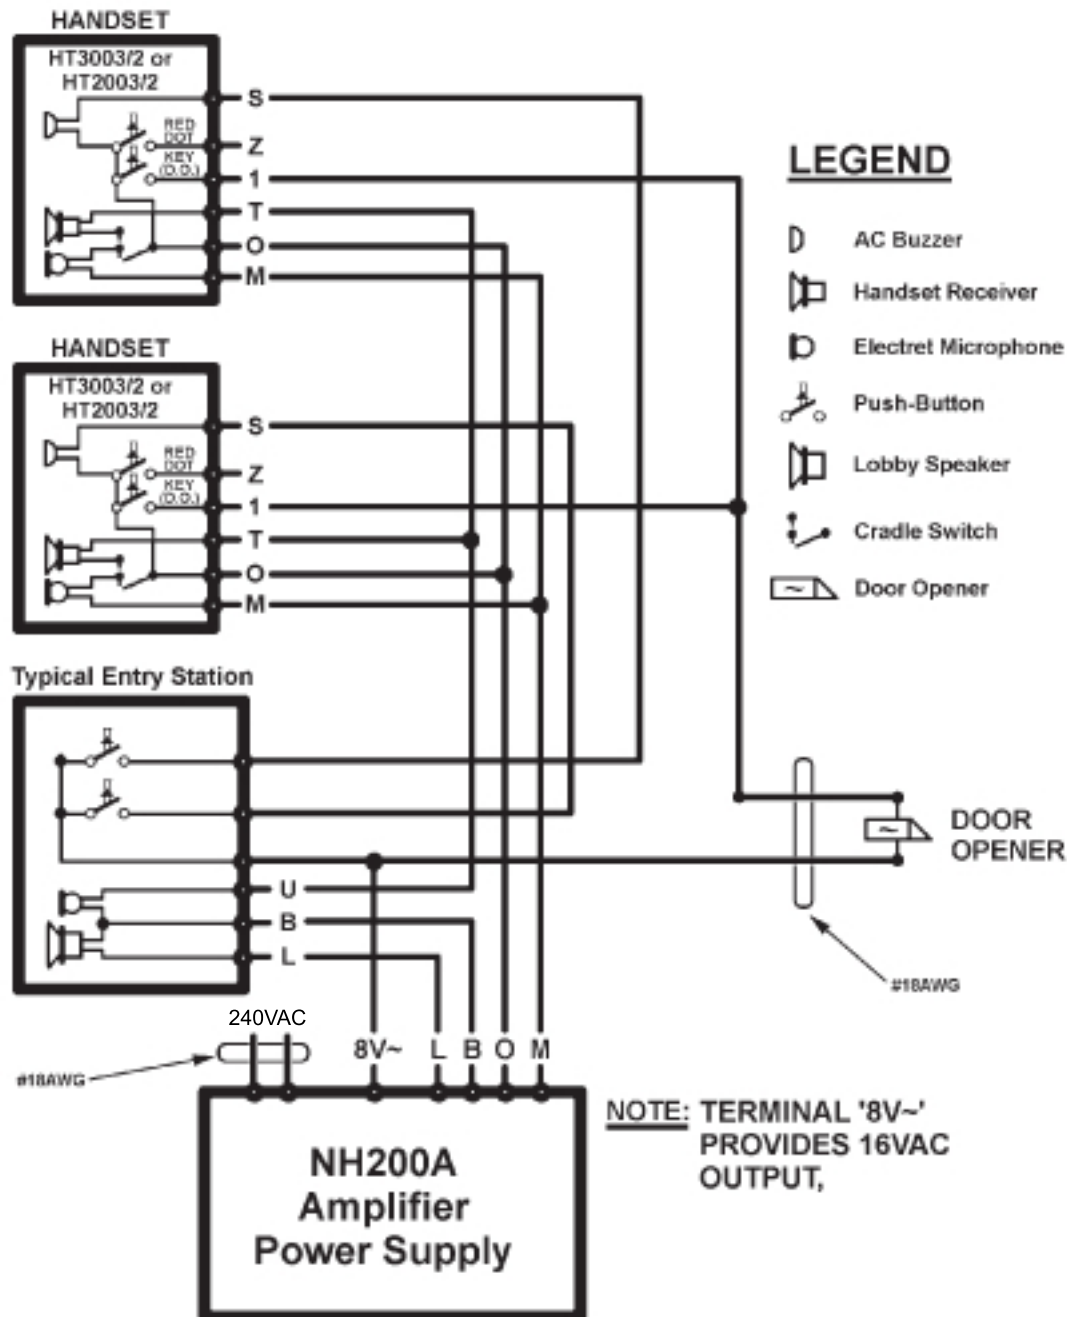 HANDSET
HT3003/2 or
HT2003/2
RED
DOT
KEY
(D.D.)
S
Z
1
T
O
M
LEGEND
AC Buzzer
Handset Receiver
Electret Microphone
Push-Button
Lobby Speaker
Cradle Switch
~ Door Opener
HANDSET
HT3003/2 or
HT2003/2
RED
DOT
KEY
(D.D.)
S
Z
1
T
O
M
Typical Entry Station
U
B
L
~
DOOR
OPENER
#18AWG
240VAC
#18AWG
8V~ L B O M
NH200A
Amplifier
Power Supply
NOTE: TERMINAL '8V~'
PROVIDES 16VAC
OUTPUT,